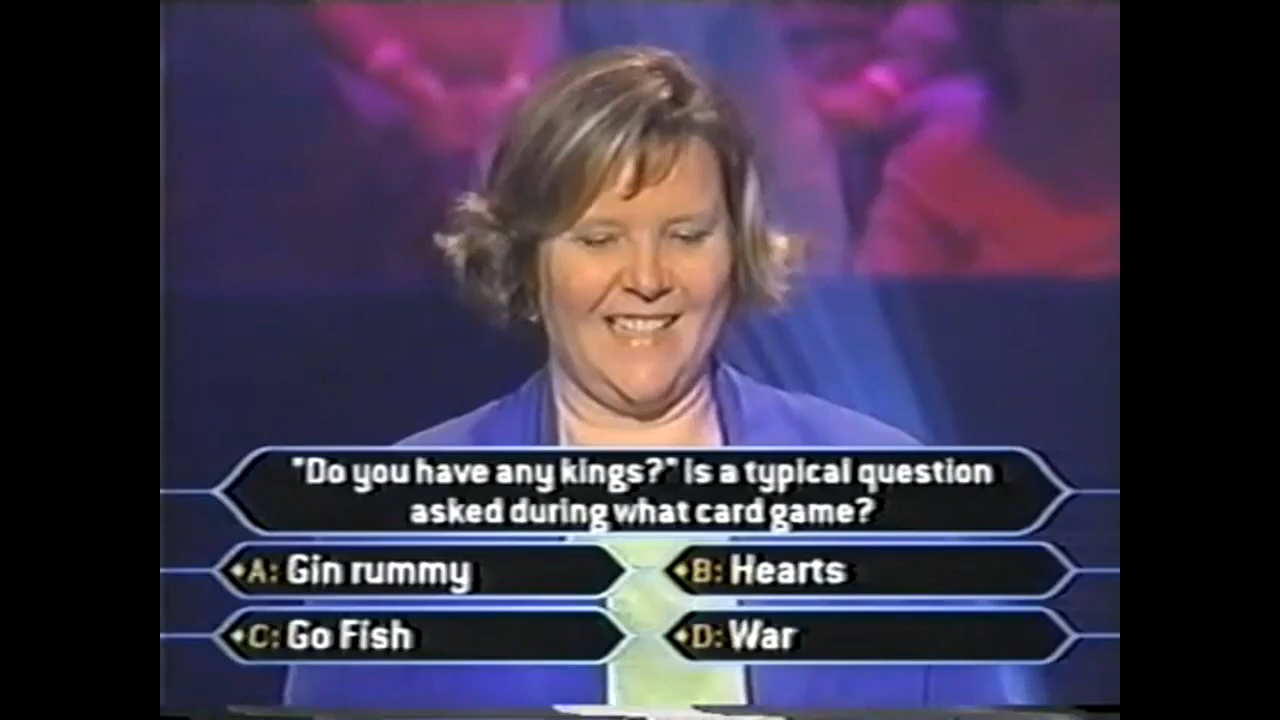 "Do you have any kings?" is a typical question
asked during what card game?
A: Gin rummy
B: Hearts
C: Go Fish
D: War